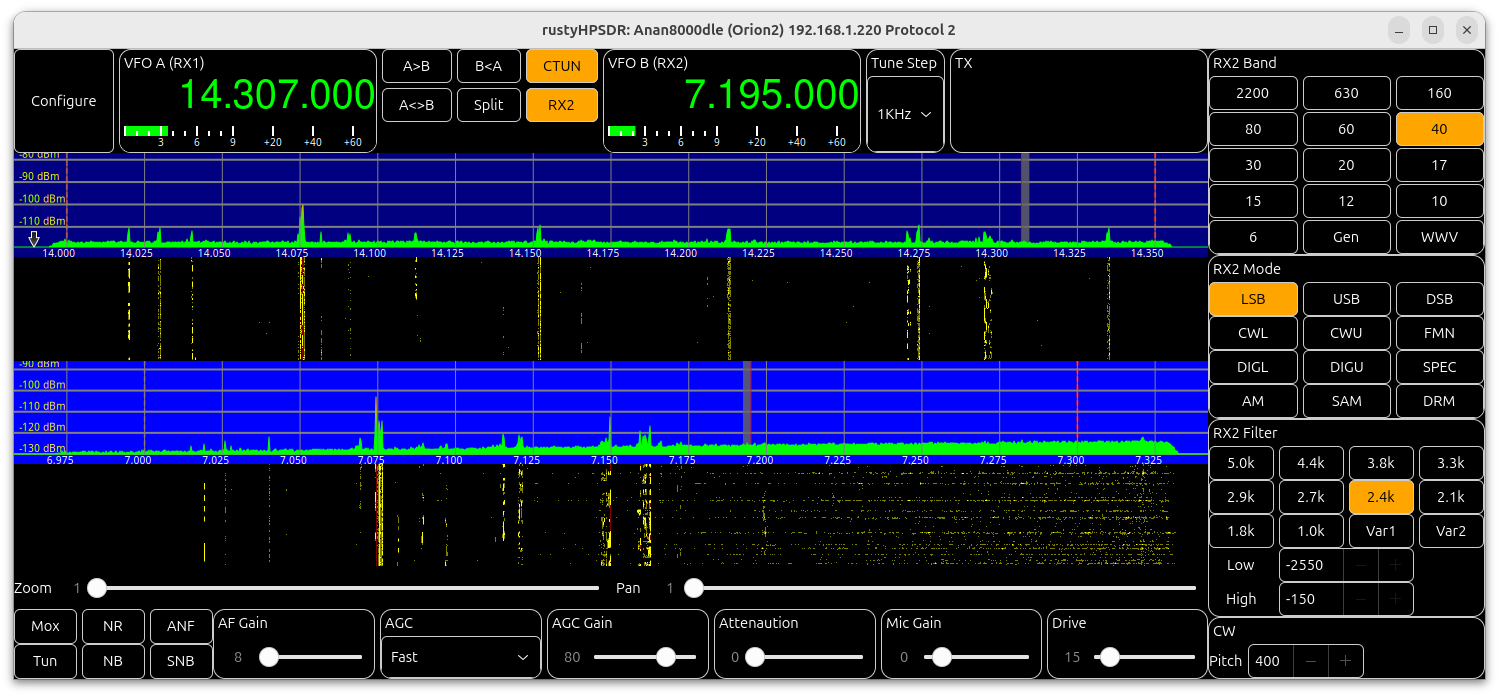 rustyHPSDR: Anan8000dle (Orion2) 192.168.1.220 Protocol 2
Configure
VFO A (RX1)
14.307.000
3 6 9 +20 +40 +60
A>B B<A CTUN
A<>B Split RX2
VFO B (RX2)
7.195.000
3 6 9 +20 +40 +60
Tune Step
1KHz
TX
-80 dBm
-90 dBm
-100 dBm
-110 dBm
14.000 14.025 14.050 14.075 14.100 14.125 14.150 14.175 14.200 14.225 14.250 14.275 14.300 14.325 14.350
-90 dBm
-100 dBm
-110 dBm
-120 dBm
-130 dBm
6.975 7.000 7.025 7.050 7.075 7.100 7.125 7.150 7.175 7.200 7.225 7.250 7.275 7.300 7.325
Zoom 1 Pan 1
Mox NR ANF
Tun NB SNB
AF Gain
8
AGC
Fast
AGC Gain
80
Attenaution
0
Mic Gain
0
Drive
15
RX2 Band
2200 630 160
80 60 40
30 20 17
15 12 10
6 Gen WWV
RX2 Mode
LSB USB DSB
CWL CWU FMN
DIGL DIGU SPEC
AM SAM DRM
RX2 Filter
5.0k 4.4k 3.8k 3.3k
2.9k 2.7k 2.4k 2.1k
1.8k 1.0k Var1 Var2
Low -2550 − +
High -150 − +
CW
Pitch 400 − +